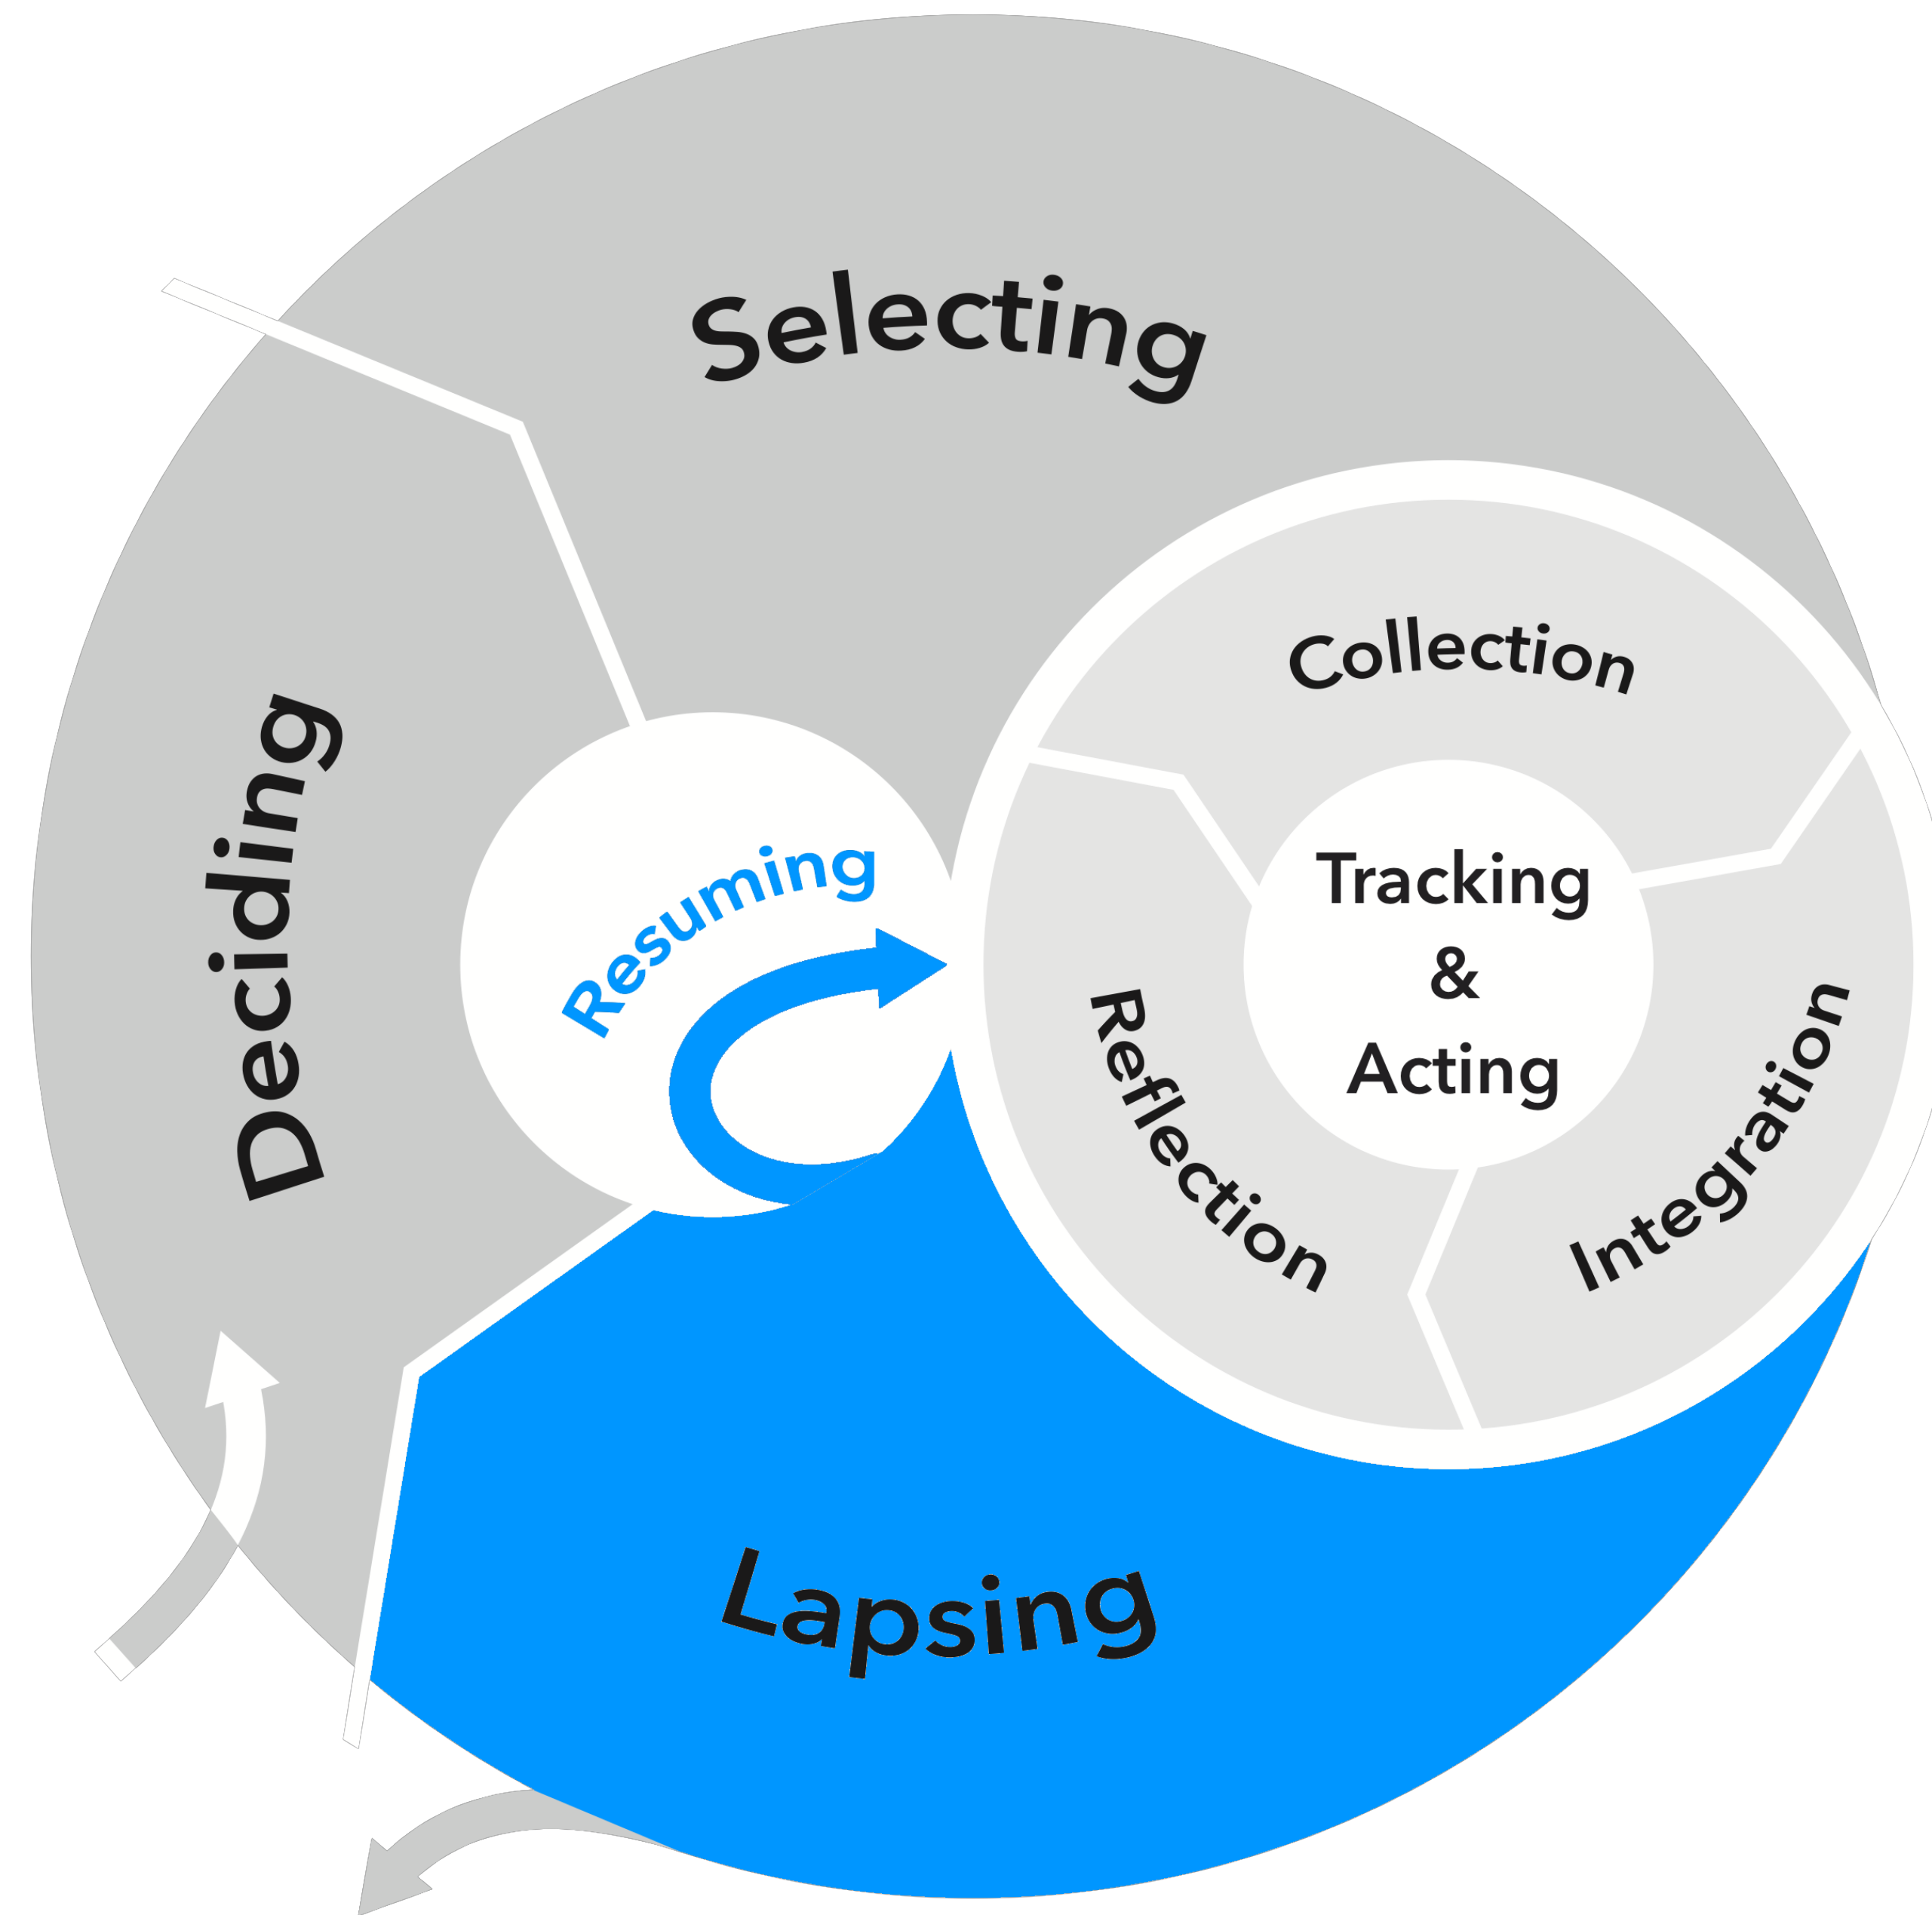 Selecting
Deciding
Resuming
Collection
Tracking
&
Acting
Reflection
Integration
Lapsing